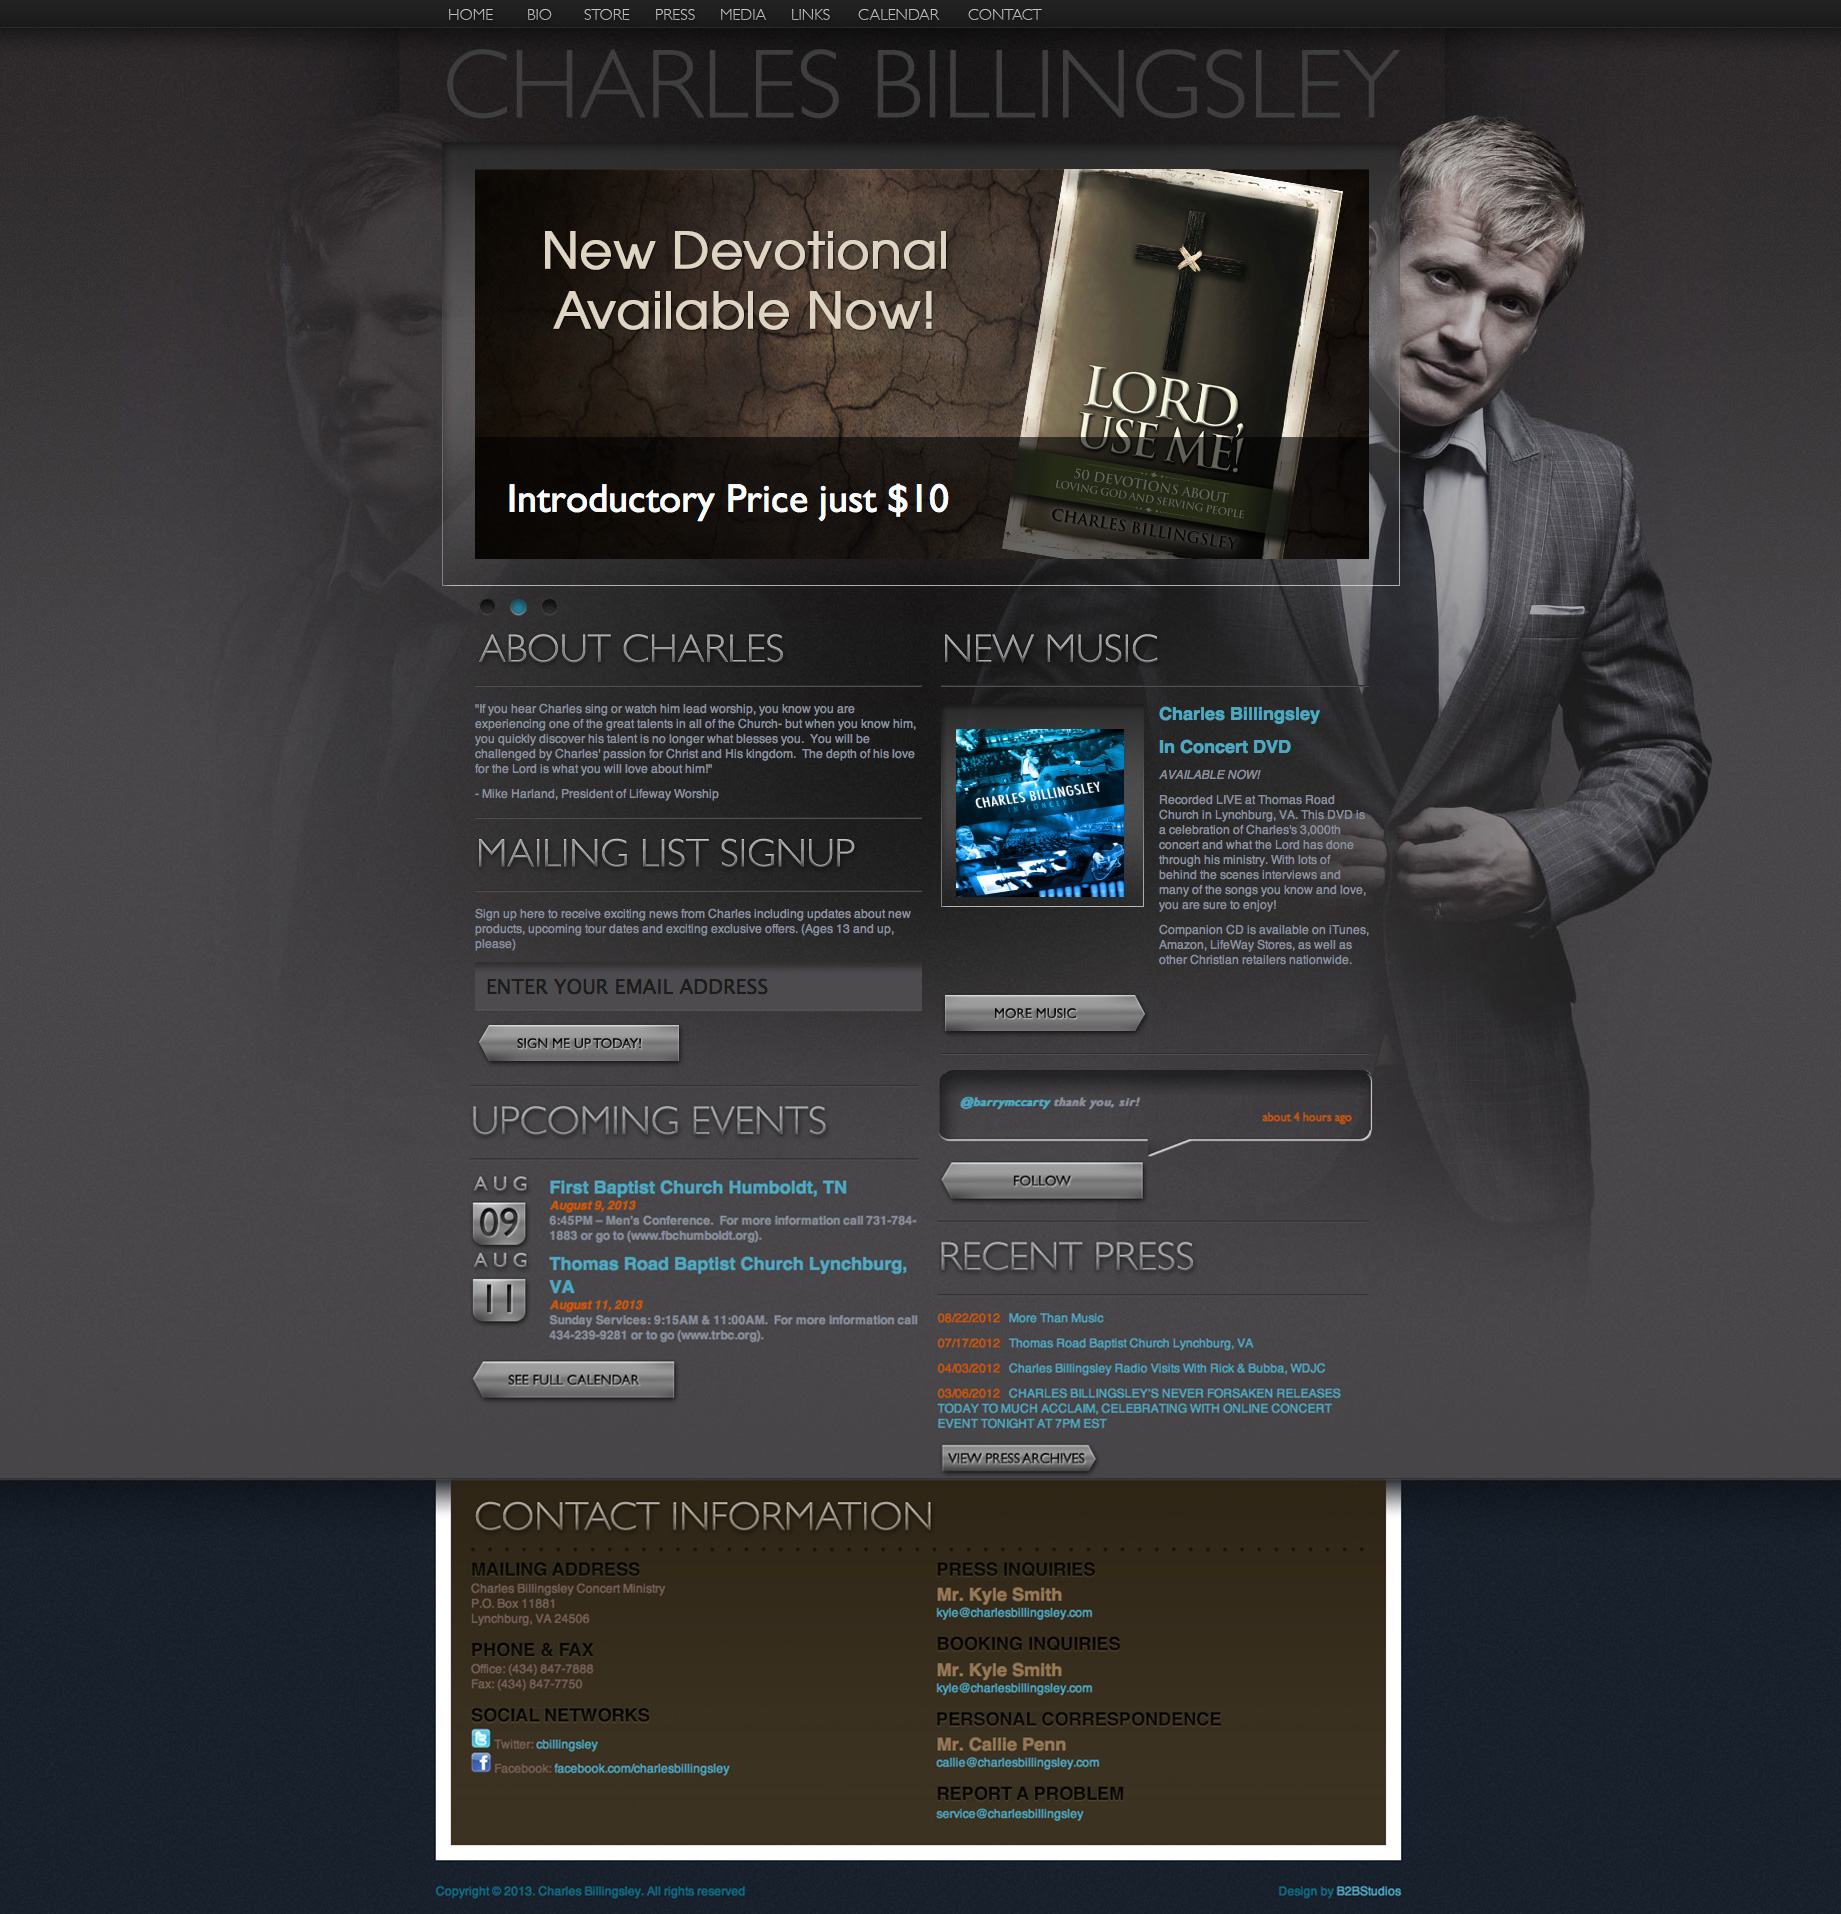 HOME BIO STORE PRESS MEDIA LINKS CALENDAR CONTACT
CHARLES BILLINGSLEY
New Devotional
Available Now!
Introductory Price just $10
LORD,
USE ME!
50 DEVOTIONS ABOUT
LOVING GOD AND SERVING PEOPLE
CHARLES BILLINGSLEY
ABOUT CHARLES
"If you hear Charles sing or watch him lead worship, you know you are
experiencing one of the great talents in all of the Church- but when you know him,
you quickly discover his talent is no longer what blesses you. You will be
challenged by Charles' passion for Christ and His kingdom. The depth of his love
for the Lord is what you will love about him!"
- Mike Harland, President of Lifeway Worship
MAILING LIST SIGNUP
Sign up here to receive exciting news from Charles including updates about new
products, upcoming tour dates and exciting exclusive offers. (Ages 13 and up,
please)
ENTER YOUR EMAIL ADDRESS
SIGN ME UP TODAY!
UPCOMING EVENTS
AUG
09
First Baptist Church Humboldt, TN
August 9, 2013
6:45PM – Men's Conference. For more information call 731-784-
1883 or go to (www.fbchumboldt.org).
AUG
11
Thomas Road Baptist Church Lynchburg,
VA
August 11, 2013
Sunday Services: 9:15AM & 11:00AM. For more information call
434-239-9281 or to go (www.trbc.org).
SEE FULL CALENDAR
NEW MUSIC
CHARLES BILLINGSLEY
IN CONCERT
Charles Billingsley
In Concert DVD
AVAILABLE NOW!
Recorded LIVE at Thomas Road
Church in Lynchburg, VA. This DVD is
a celebration of Charles's 3,000th
concert and what the Lord has done
through his ministry. With lots of
behind the scenes interviews and
many of the songs you know and love,
you are sure to enjoy!
Companion CD is available on iTunes,
Amazon, LifeWay Stores, as well as
other Christian retailers nationwide.
MORE MUSIC
@barrymccarty thank you, sir!
about 4 hours ago
FOLLOW
RECENT PRESS
08/22/2012 More Than Music
07/17/2012 Thomas Road Baptist Church Lynchburg, VA
04/03/2012 Charles Billingsley Radio Visits With Rick & Bubba, WDJC
03/06/2012 CHARLES BILLINGSLEY'S NEVER FORSAKEN RELEASES
TODAY TO MUCH ACCLAIM, CELEBRATING WITH ONLINE CONCERT
EVENT TONIGHT AT 7PM EST
VIEW PRESS ARCHIVES
CONTACT INFORMATION
MAILING ADDRESS
Charles Billingsley Concert Ministry
P.O. Box 11881
Lynchburg, VA 24506
PHONE & FAX
Office: (434) 847-7888
Fax: (434) 847-7750
SOCIAL NETWORKS
Twitter: cbillingsley
Facebook: facebook.com/charlesbillingsley
PRESS INQUIRIES
Mr. Kyle Smith
kyle@charlesbillingsley.com
BOOKING INQUIRIES
Mr. Kyle Smith
kyle@charlesbillingsley.com
PERSONAL CORRESPONDENCE
Mr. Callie Penn
callie@charlesbillingsley.com
REPORT A PROBLEM
service@charlesbillingsley
Copyright © 2013. Charles Billingsley. All rights reserved
Design by B2BStudios